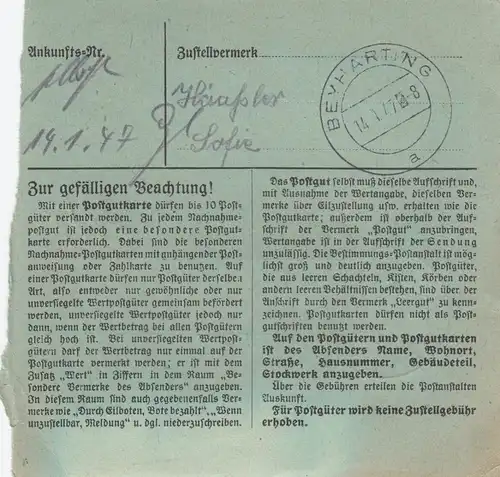 Ankunfts-Nr.
Zustellvermerk
BEYHARTING
a
Häußler
14.1.47
Sofie
Zur gefälligen Beachtung!
Mit einer Postgutkarte dürfen bis 10 Post-
güter versandt werden. Zu jedem Nachnahme-
postgut ist jedoch eine besondere Postgut-
karte erforderlich. Dabei sind die besonderen
Nachnahme-Postgutkarten mit anhängender Post-
anweisung oder Zahlkarte zu benutzen. Auf
einer Postgutkarte dürfen nur Postgüter derselben
Art, also entweder nur gewöhnliche oder nur
unversiegelte Wertpostgüter gemeinsam befördert
werden, unversiegelte Wertpostgüter jedoch nur
dann, wenn der Wertbetrag bei allen Postgütern
gleich hoch ist. Bei unversiegelten Wertpost-
gütern darf der Wertbetrag nur einmal auf der
Postgutkarte vermerkt werden; er ist mit dem
Zusatz „Wert" in Ziffern in dem Raum „Be-
sondere Vermerke des Absenders" anzugeben.
In diesem Raum sind auch gegebenenfalls Ver-
merke wie „Durch Eilboten, Bote bezahlt", „Wenn
unzustellbar, Meldung" u. dgl. niederzuschreiben.
Das Postgut selbst muß dieselbe Aufschrift und,
mit Ausnahme der Wertangabe, dieselben Ver-
merke über Eilzustellung usw. erhalten wie die
Postgutkarte; außerdem ist oberhalb der Auf-
schrift der Vermerk „Postgut" anzubringen.
Wertangabe ist in der Aufschrift der Sendung
unzulässig. Die Bestimmungs-Postanstalt ist mög-
lichst groß und deutlich anzugeben. Postgüter,
die aus leeren Schachteln, Kisten, Körben oder
anderen leeren Behältnissen bestehen, sind über der
Anschrift durch den Vermerk „Leergut" zu kenn-
zeichnen. Postgutkarten dürfen nicht als Post-
gutschriften benutzt werden.
Auf den Postgütern und Postgutkarten
ist des Absenders Name, Wohnort,
Straße, Hausnummer, Gebäudeteil,
Stockwerk anzugeben.
Über die Gebühren erteilen die Postanstalten
Auskunft.
Für Postgüter wird keine Zustellgebühr
erhoben.